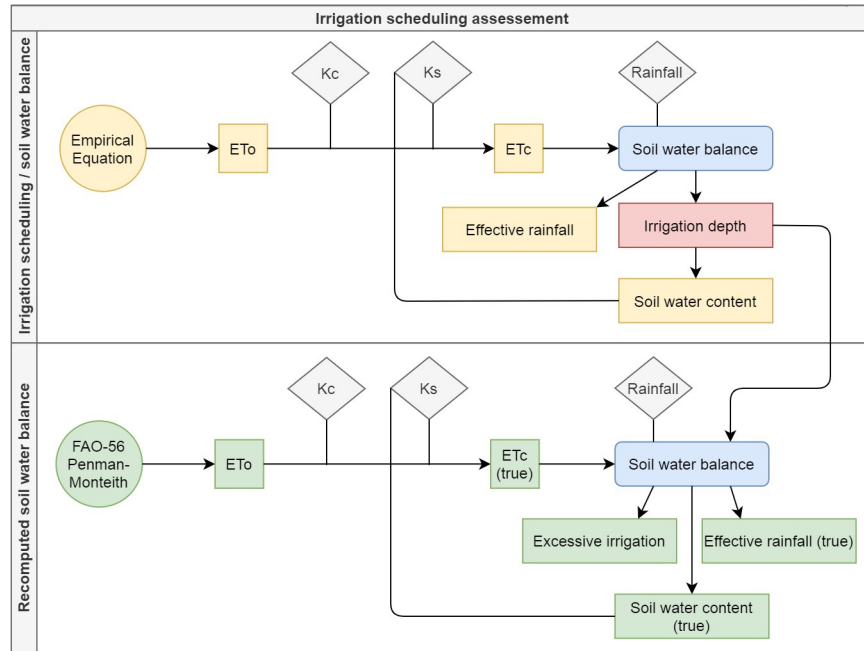 Irrigation scheduling assessement
Irrigation scheduling / soil water balance
Kc
Ks
Rainfall
Empirical
Equation
ETo
ETc
Soil water balance
Effective rainfall
Irrigation depth
Soil water content
Recomputed soil water balance
Kc
Ks
Rainfall
FAO-56
Penman-
Monteith
ETo
ETc
(true)
Soil water balance
Excessive irrigation
Effective rainfall (true)
Soil water content
(true)